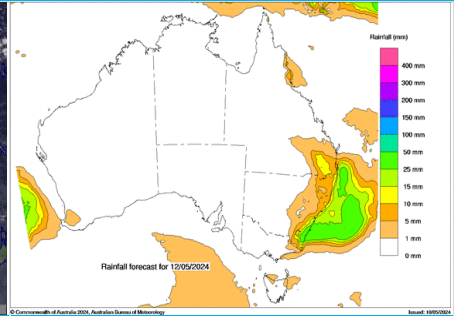 Rainfall (mm)
400 mm
300 mm
200 mm
150 mm
100 mm
50 mm
25 mm
15 mm
10 mm
5 mm
1 mm
0 mm
Rainfall forecast for 12/05/2024
© Commonwealth of Australia 2024, Australian Bureau of Meteorology
Issued: 10/05/2024